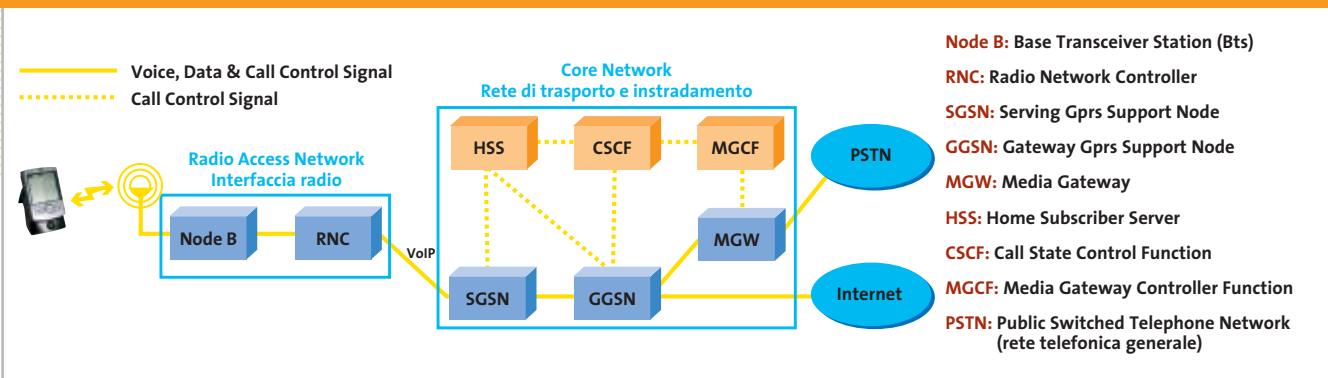 Voice, Data & Call Control Signal
Call Control Signal
Radio Access Network
Interfaccia radio
Node B
RNC
VoIP
Core Network
Rete di trasporto e instradamento
HSS
CSCF
MGCF
MGW
SGSN
GGSN
PSTN
Internet
Node B: Base Transceiver Station (Bts)
RNC: Radio Network Controller
SGSN: Serving Gprs Support Node
GGSN: Gateway Gprs Support Node
MGW: Media Gateway
HSS: Home Subscriber Server
CSCF: Call State Control Function
MGCF: Media Gateway Controller Function
PSTN: Public Switched Telephone Network
(rete telefonica generale)